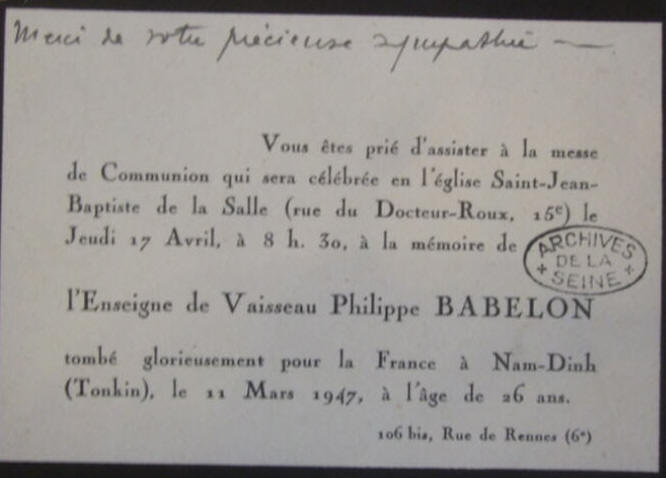 Merci de votre précieuse sympathie —
Vous êtes prié d'assister à la messe
de Communion qui sera célébrée en l'église Saint-Jean-
Baptiste de la Salle (rue du Docteur-Roux, 15e) le
Jeudi 17 Avril, à 8 h. 30, à la mémoire de
ARCHIVES
DE LA
SEINE
l'Enseigne de Vaisseau Philippe BABELON
tombé glorieusement pour la France à Nam-Dinh
(Tonkin), le 11 Mars 1947, à l'âge de 26 ans.
106 bis, Rue de Rennes (6e)